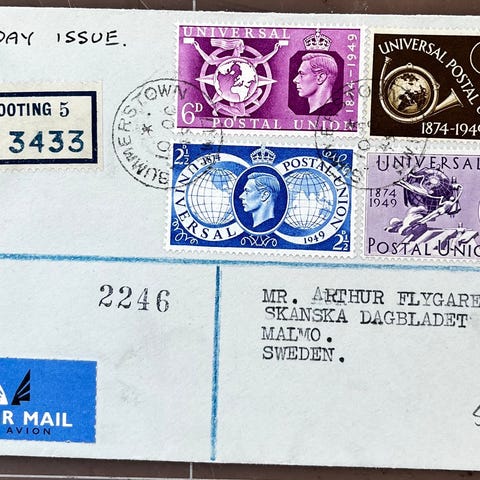 DAY ISSUE.
OOTING 5
3433
UNIVERSAL
6D
1874-1949
POSTAL UNION
UNIVERSAL POSTAL
1874-1949
SUMMERSTOWN
2½ 1874 POSTAL UNION
UNIVERSAL 1949 2½
UNIVERSAL
1874
1949
POSTAL UNIO
2246
MR. ARTHUR FLYGARE
SKANSKA DAGBLADET
MALMO.
SWEDEN.
R MAIL
AVION